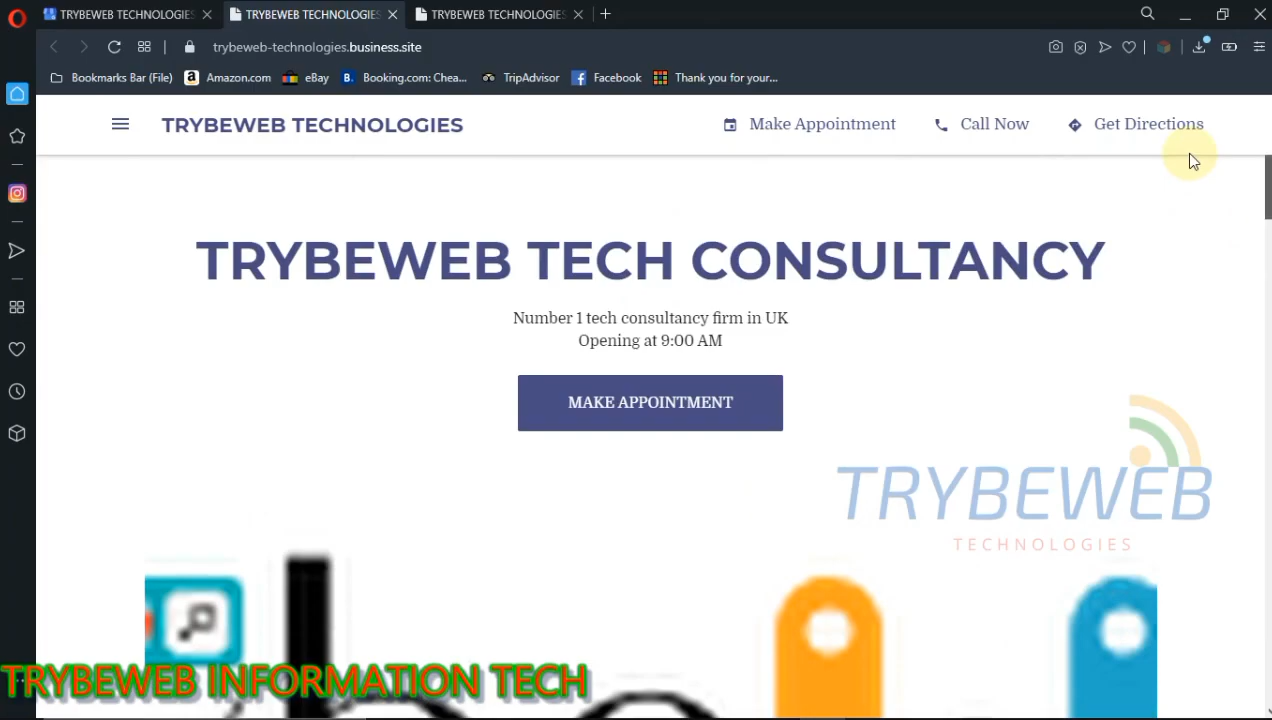 TRYBEWEB TECHNOLOGIES
TRYBEWEB TECHNOLOGIES
TRYBEWEB TECHNOLOGIES
trybeweb-technologies.business.site
Bookmarks Bar (File)
Amazon.com
eBay
Booking.com: Chea...
TripAdvisor
Facebook
Thank you for your...
TRYBEWEB TECHNOLOGIES
Make Appointment
Call Now
Get Directions
TRYBEWEB TECH CONSULTANCY
Number 1 tech consultancy firm in UK
Opening at 9:00 AM
MAKE APPOINTMENT
TRYBEWEB
TECHNOLOGIES
TRYBEWEB INFORMATION TECH